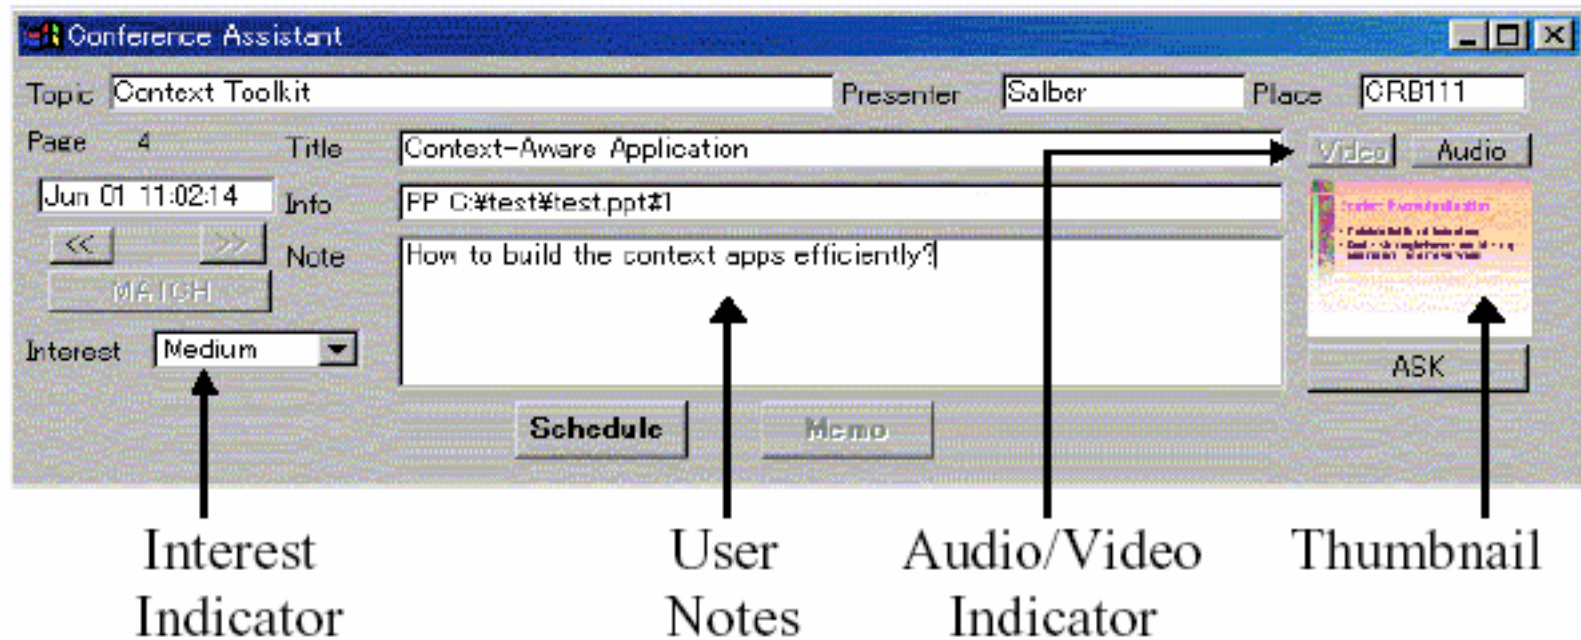 Conference Assistant
Topic Context Toolkit Presenter Salber Place CRB111
Page 4 Title Context-Aware Application Video Audio
Jun 01 11:02:14 Info PP C:¥test¥test.ppt#1
<< >> Note How to build the context apps efficiently?
MATCH
Interest Medium ASK
Schedule Memo
Interest Indicator
User Notes
Audio/Video Indicator
Thumbnail